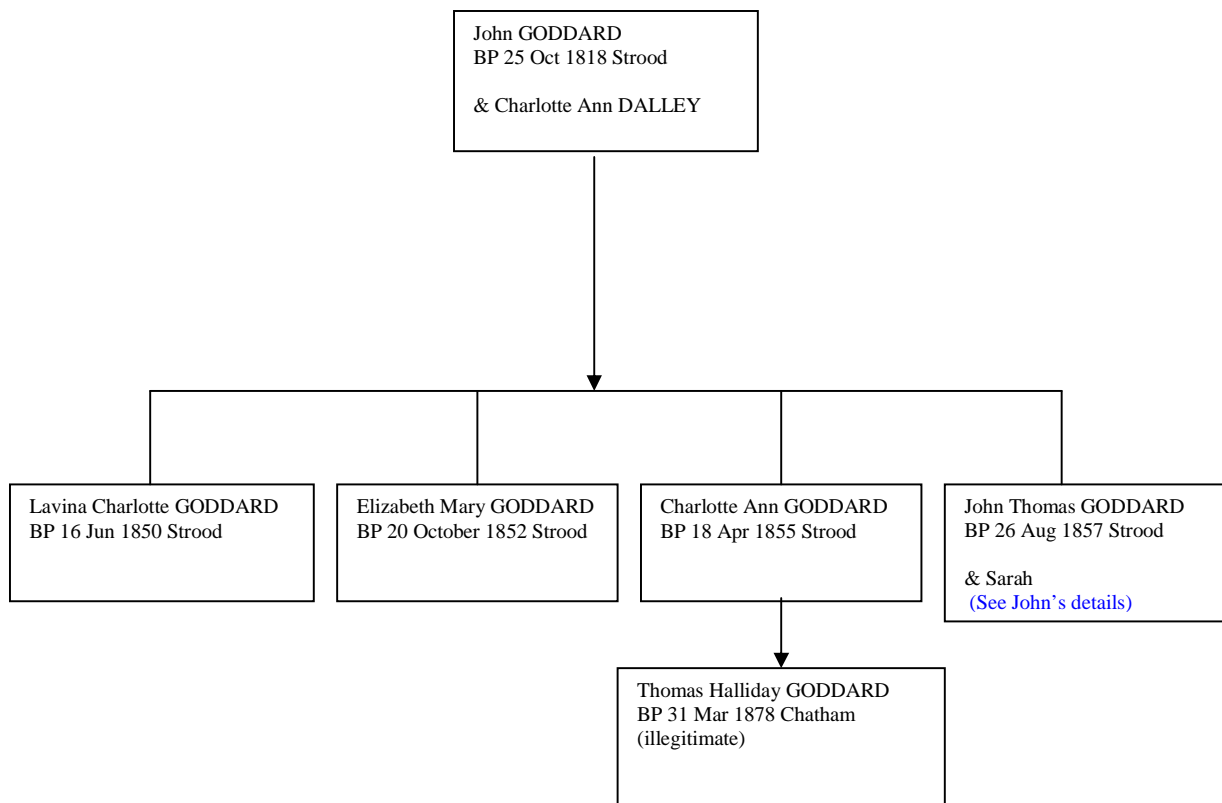 John GODDARD
BP 25 Oct 1818 Strood
& Charlotte Ann DALLEY
Lavina Charlotte GODDARD
BP 16 Jun 1850 Strood
Elizabeth Mary GODDARD
BP 20 October 1852 Strood
Charlotte Ann GODDARD
BP 18 Apr 1855 Strood
John Thomas GODDARD
BP 26 Aug 1857 Strood
& Sarah
(See John’s details)
Thomas Halliday GODDARD
BP 31 Mar 1878 Chatham
(illegitimate)